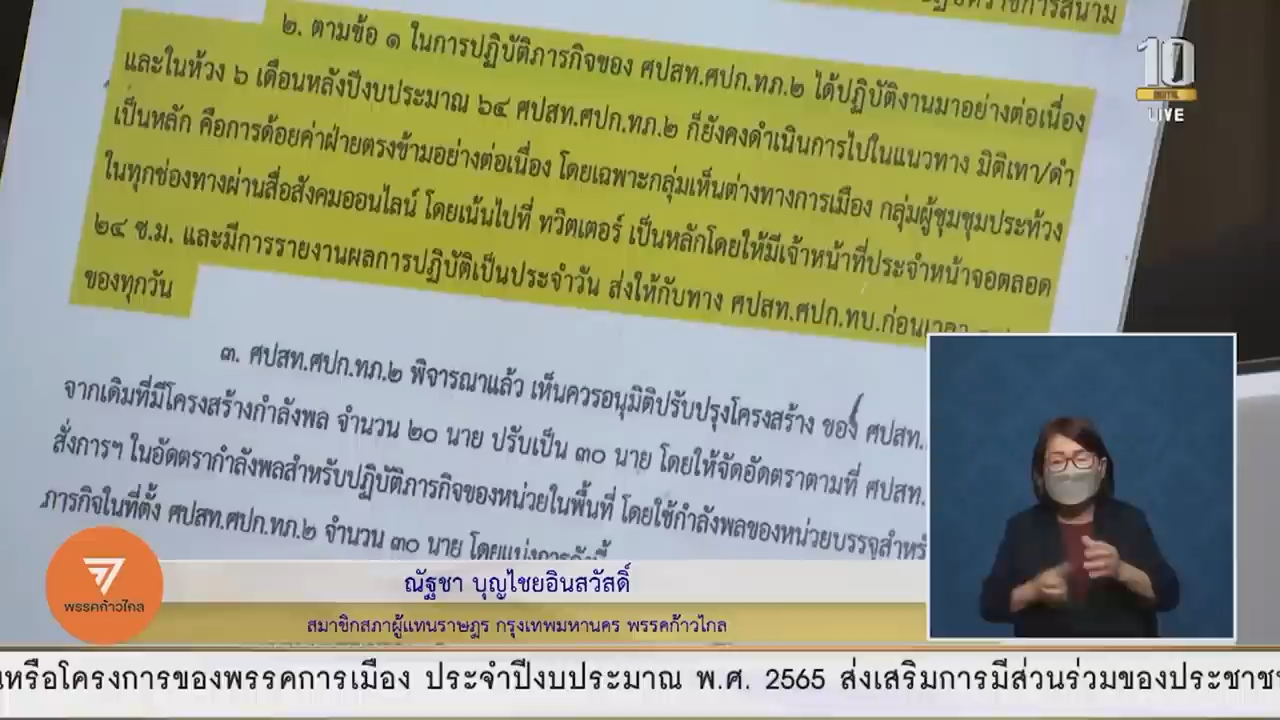 ๒. ตามข้อ ๑ ในการปฏิบัติภารกิจของ ศปสท.ศปก.ทภ.๒ ได้ปฏิบัติงานมาอย่างต่อเนื่อง
และในห้วง ๖ เดือนหลังปีงบประมาณ ๖๔ ศปสท.ศปก.ทภ.๒ ก็ยังคงดำเนินการไปในแนวทาง มิติเทา/ดำ
เป็นหลัก คือการด้อยค่าฝ่ายตรงข้ามอย่างต่อเนื่อง โดยเฉพาะกลุ่มเห็นต่างทางการเมือง กลุ่มผู้ชุมชุมประท้วง
ในทุกช่องทางผ่านสื่อสังคมออนไลน์ โดยเน้นไปที่ ทวิตเตอร์ เป็นหลักโดยให้มีเจ้าหน้าที่ประจำหน้าจอตลอด
๒๔ ช.ม. และมีการรายงานผลการปฏิบัติเป็นประจำวัน ส่งให้กับทาง ศปสท.ศปก.ทบ.ก่อนเวลา
ของทุกวัน
๓. ศปสท.ศปก.ทภ.๒ พิจารณาแล้ว เห็นควรอนุมัติปรับปรุงโครงสร้าง ของ ศปสท.
จากเดิมที่มีโครงสร้างกำลังพล จำนวน ๒๐ นาย ปรับเป็น ๓๐ นาย โดยให้จัดอัตราตามที่ ศปสท.
สั่งการฯ ในอัตรากำลังพลสำหรับปฏิบัติภารกิจของหน่วยในพื้นที่ โดยใช้กำลังพลของหน่วยบรรจุสำหรั
ภารกิจในที่ตั้ง ศปสท.ศปก.ทภ.๒ จำนวน ๓๐ นาย โดยแบ่งการดังนี้
10
DIGITAL
LIVE
พรรคก้าวไกล
ณัฐชา บุญไชยอินสวัสดิ์
สมาชิกสภาผู้แทนราษฎร กรุงเทพมหานคร พรรคก้าวไกล
นหรือโครงการของพรรคการเมือง ประจำปีงบประมาณ พ.ศ. 2565 ส่งเสริมการมีส่วนร่วมของประชาช